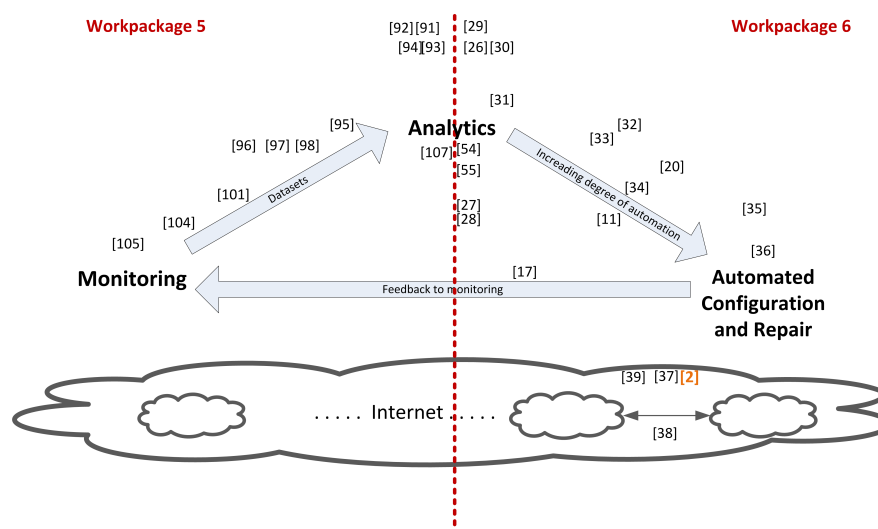 Workpackage 5
Workpackage 6
[92] [91] [29]
[94] [93] [26] [30]
[31]
[95]
Analytics
[32]
[33]
[96] [97] [98]
[107] [54]
[55]
[20]
Datasets
Increading degree of automation
[101]
[34]
[27]
[28]
[11]
[35]
[104]
[105]
[36]
Monitoring
[17]
Feedback to monitoring
Automated
Configuration
and Repair
[39] [37] [2]
..... Internet .....
[38]